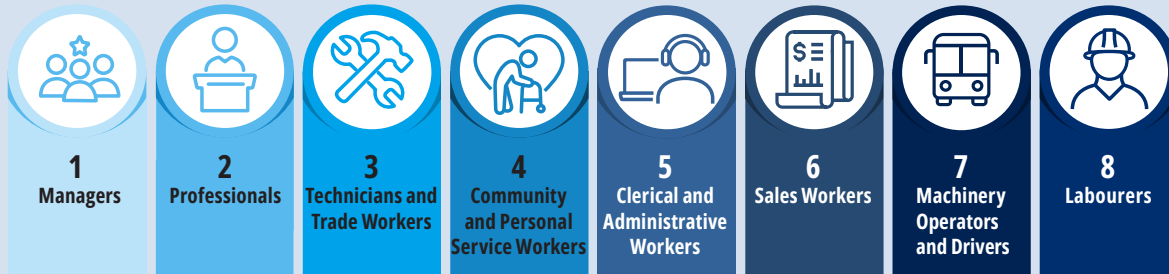 1
Managers
2
Professionals
3
Technicians and
Trade Workers
4
Community
and Personal
Service Workers
5
Clerical and
Administrative
Workers
$
6
Sales Workers
7
Machinery
Operators
and Drivers
8
Labourers